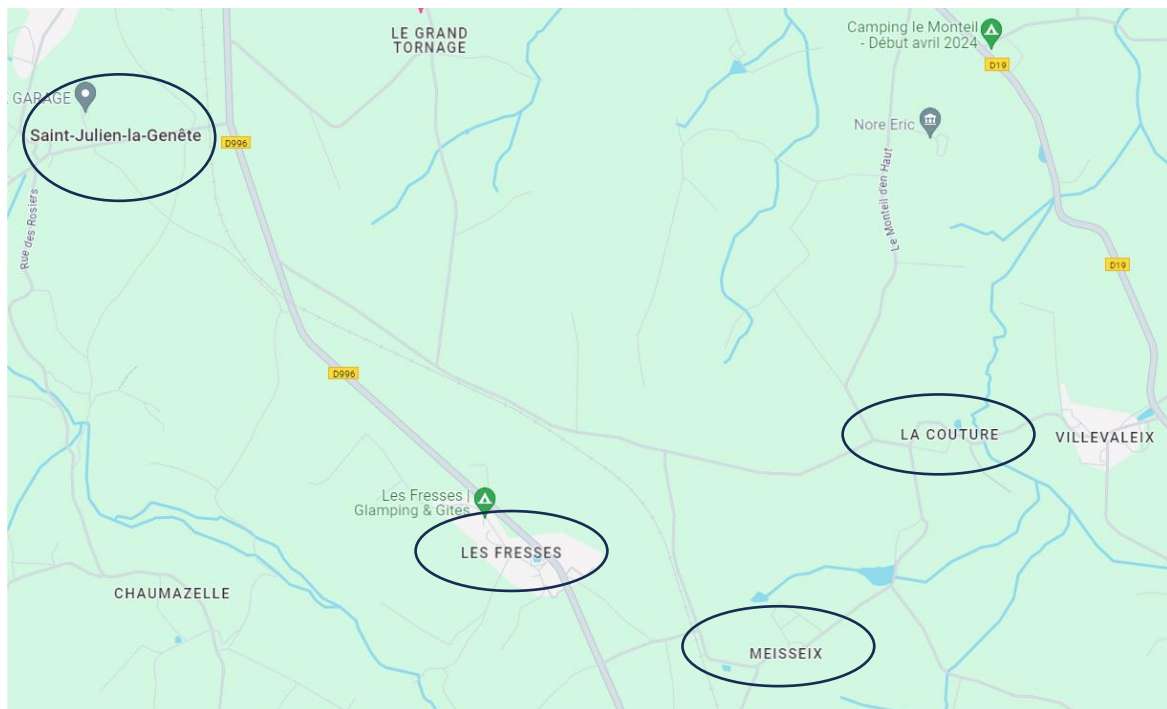 LE GRAND
TORNAGE
Camping le Monteil
- Début avril 2024
D19
GARAGE
Nore Eric
Saint-Julien-la-Genête
D996
Le Monteil den Haut
Rue des Rosiers
D19
D996
LA COUTURE
VILLEVALEIX
Les Fresses |
Glamping & Gites
LES FRESSES
CHAUMAZELLE
MEISSEIX